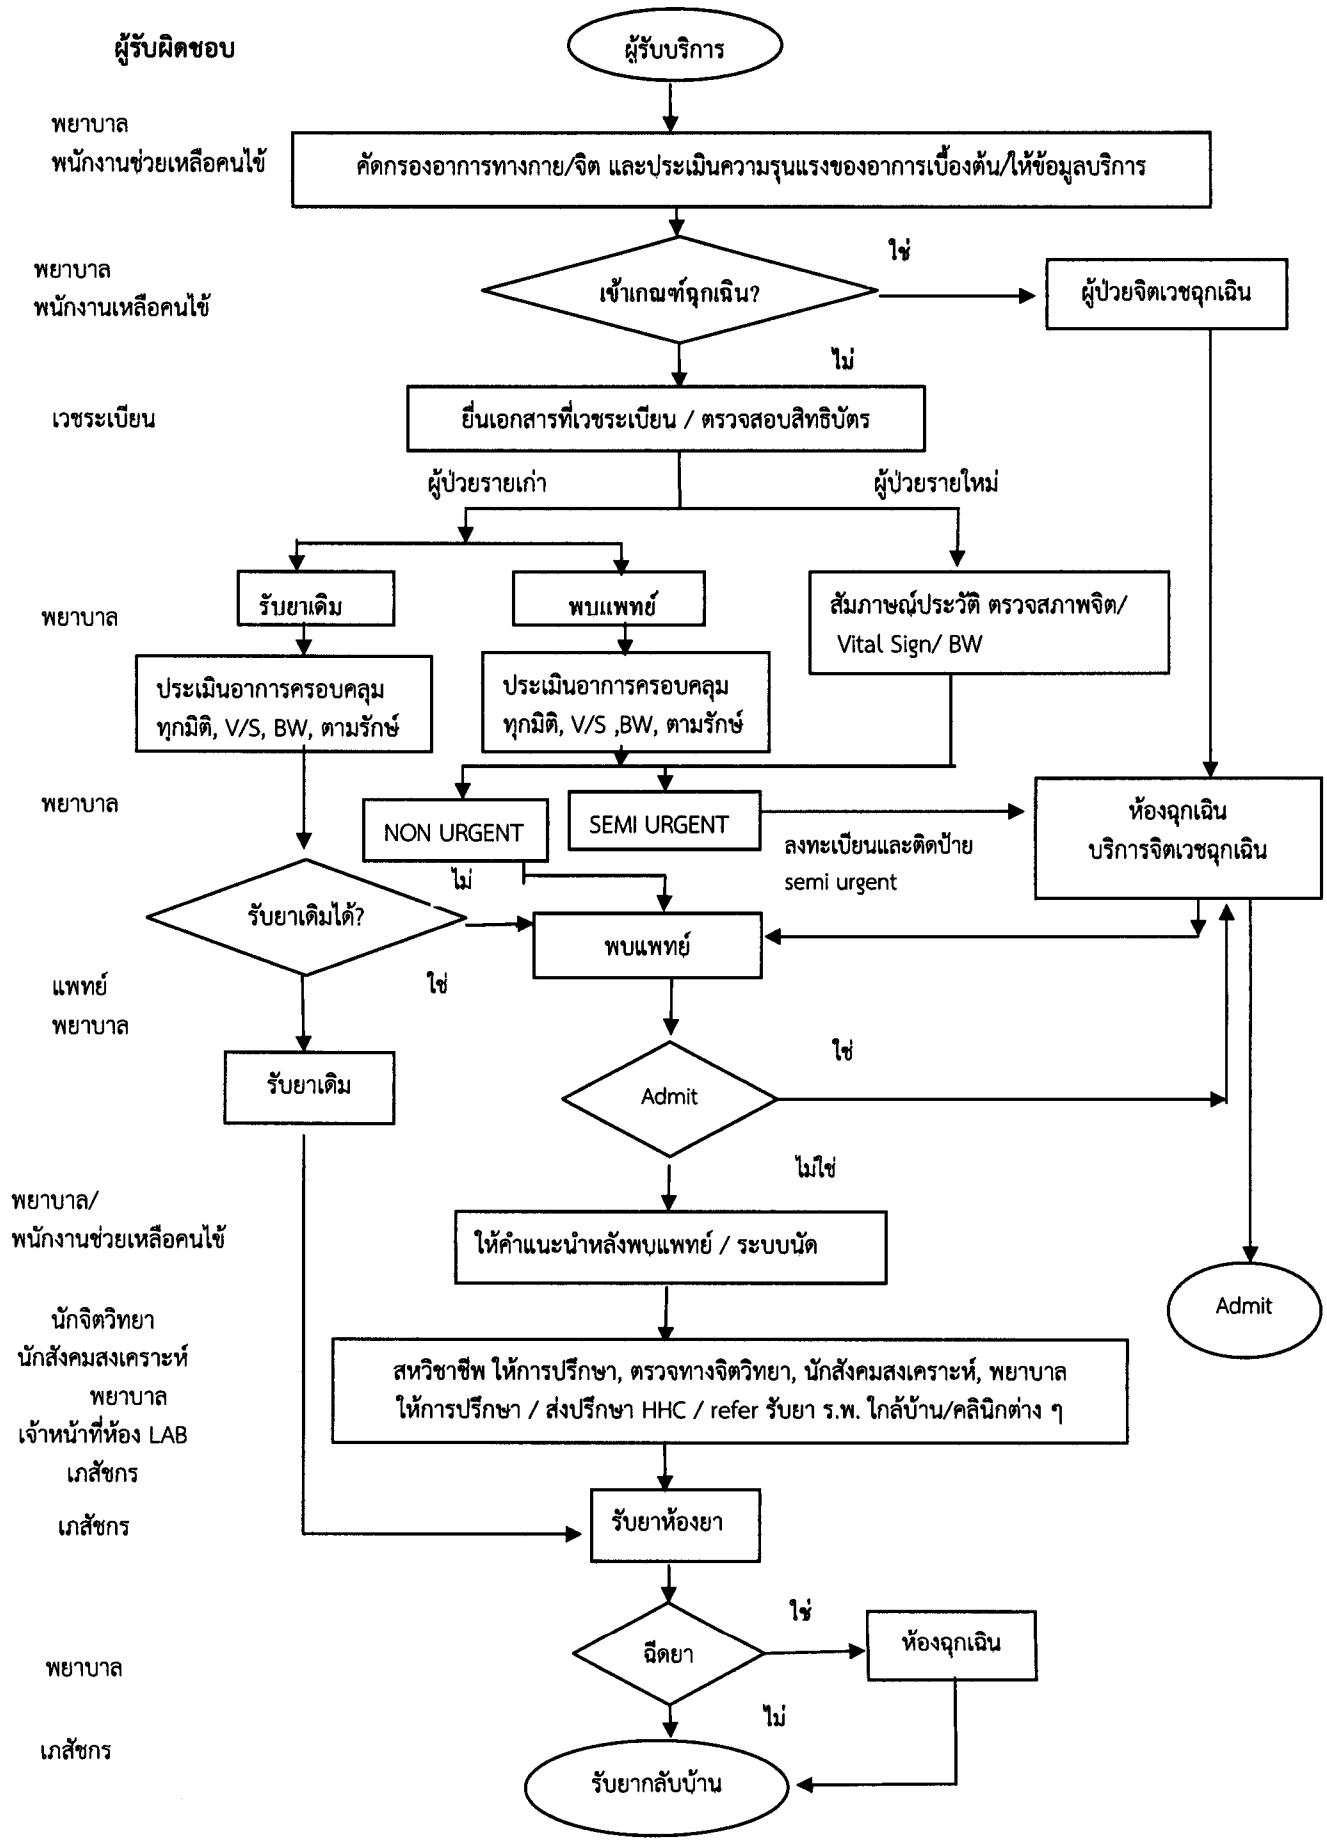 ผู้รับผิดชอบ
ผู้รับบริการ
พยาบาล
พนักงานช่วยเหลือคนไข้
คัดกรองอาการทางกาย/จิต และประเมินความรุนแรงของอาการเบื้องต้น/ให้ข้อมูลบริการ
ใช่
พยาบาล
พนักงานเหลือคนไข้
เข้าเกณฑ์ฉุกเฉิน?
ผู้ป่วยจิตเวชฉุกเฉิน
ไม่
เวชระเบียน
ยื่นเอกสารที่เวชระเบียน / ตรวจสอบสิทธิบัตร
ผู้ป่วยรายเก่า
ผู้ป่วยรายใหม่
พยาบาล
รับยาเดิม
พบแพทย์
สัมภาษณ์ประวัติ ตรวจสภาพจิต/
Vital Sign/ BW
ประเมินอาการครอบคลุม
ทุกมิติ, V/S, BW, ตามรักษ์
ประเมินอาการครอบคลุม
ทุกมิติ, V/S ,BW, ตามรักษ์
พยาบาล
NON URGENT
SEMI URGENT
ลงทะเบียนและติดป้าย
semi urgent
ห้องฉุกเฉิน
บริการจิตเวชฉุกเฉิน
ไม่
รับยาเดิมได้?
พบแพทย์
ใช่
แพทย์
พยาบาล
รับยาเดิม
Admit
ใช่
ไม่ใช่
พยาบาล/
พนักงานช่วยเหลือคนไข้
ให้คำแนะนำหลังพบแพทย์ / ระบบนัด
Admit
นักจิตวิทยา
นักสังคมสงเคราะห์
พยาบาล
เจ้าหน้าที่ห้อง LAB
เภสัชกร
สหวิชาชีพ ให้การปรึกษา, ตรวจทางจิตวิทยา, นักสังคมสงเคราะห์, พยาบาล
ให้การปรึกษา / ส่งปรึกษา HHC / refer รับยา ร.พ. ใกล้บ้าน/คลินิกต่าง ๆ
เภสัชกร
รับยาห้องยา
ใช่
พยาบาล
ฉีดยา
ห้องฉุกเฉิน
ไม่
เภสัชกร
รับยากลับบ้าน